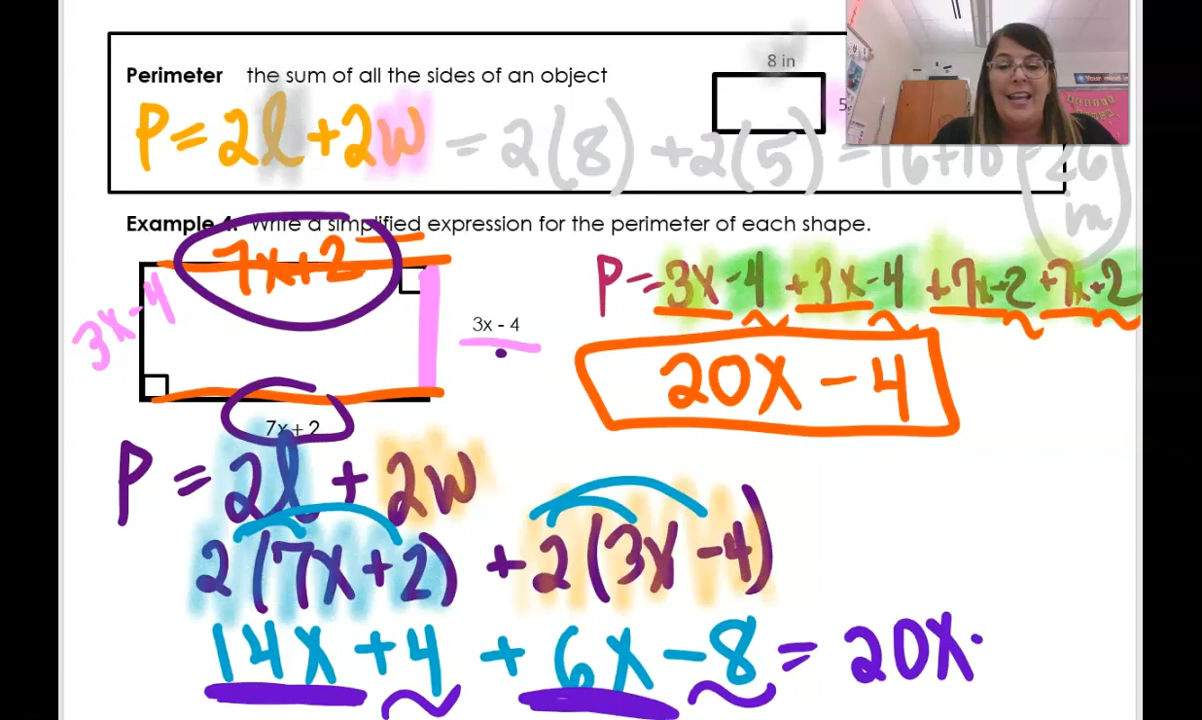 Perimeter the sum of all the sides of an object
8 in
5
P = 2l + 2w = 2(8) + 2(5) = 16+10
26 in
Example 4: Write a simplified expression for the perimeter of each shape.
7x+2
3x-4
3x - 4
7x + 2
P = 3x-4 + 3x-4 + 7x+2 + 7x+2
20x - 4
P = 2l + 2w
2(7x+2) + 2(3x-4)
14x + 4 + 6x - 8 = 20x